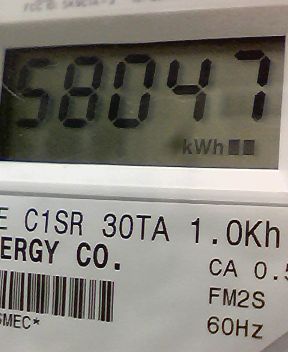 58047
kWh
E C1SR 30TA 1.0Kh
ERGY CO.
CA 0.5
FM2S
60Hz
SMEC*